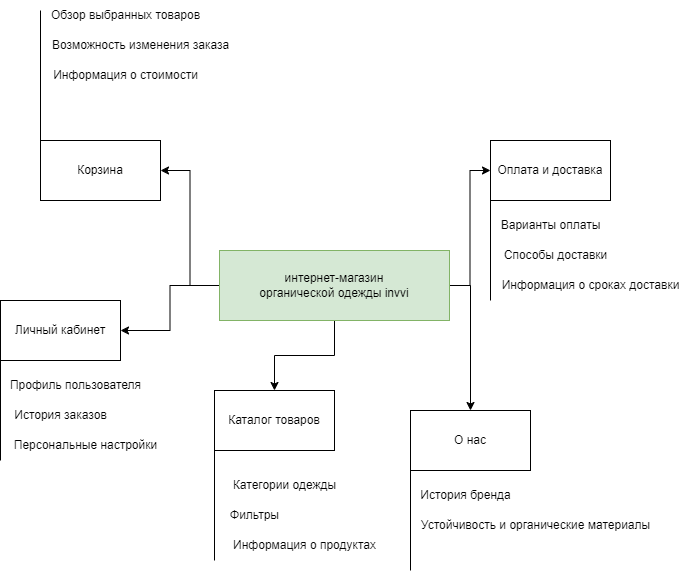 Обзор выбранных товаров
Возможность изменения заказа
Информация о стоимости
Корзина
Оплата и доставка
Варианты оплаты
Способы доставки
Информация о сроках доставки
интернет-магазин
органической одежды invvi
Личный кабинет
Профиль пользователя
История заказов
Персональные настройки
Каталог товаров
Категории одежды
Фильтры
Информация о продуктах
О нас
История бренда
Устойчивость и органические материалы